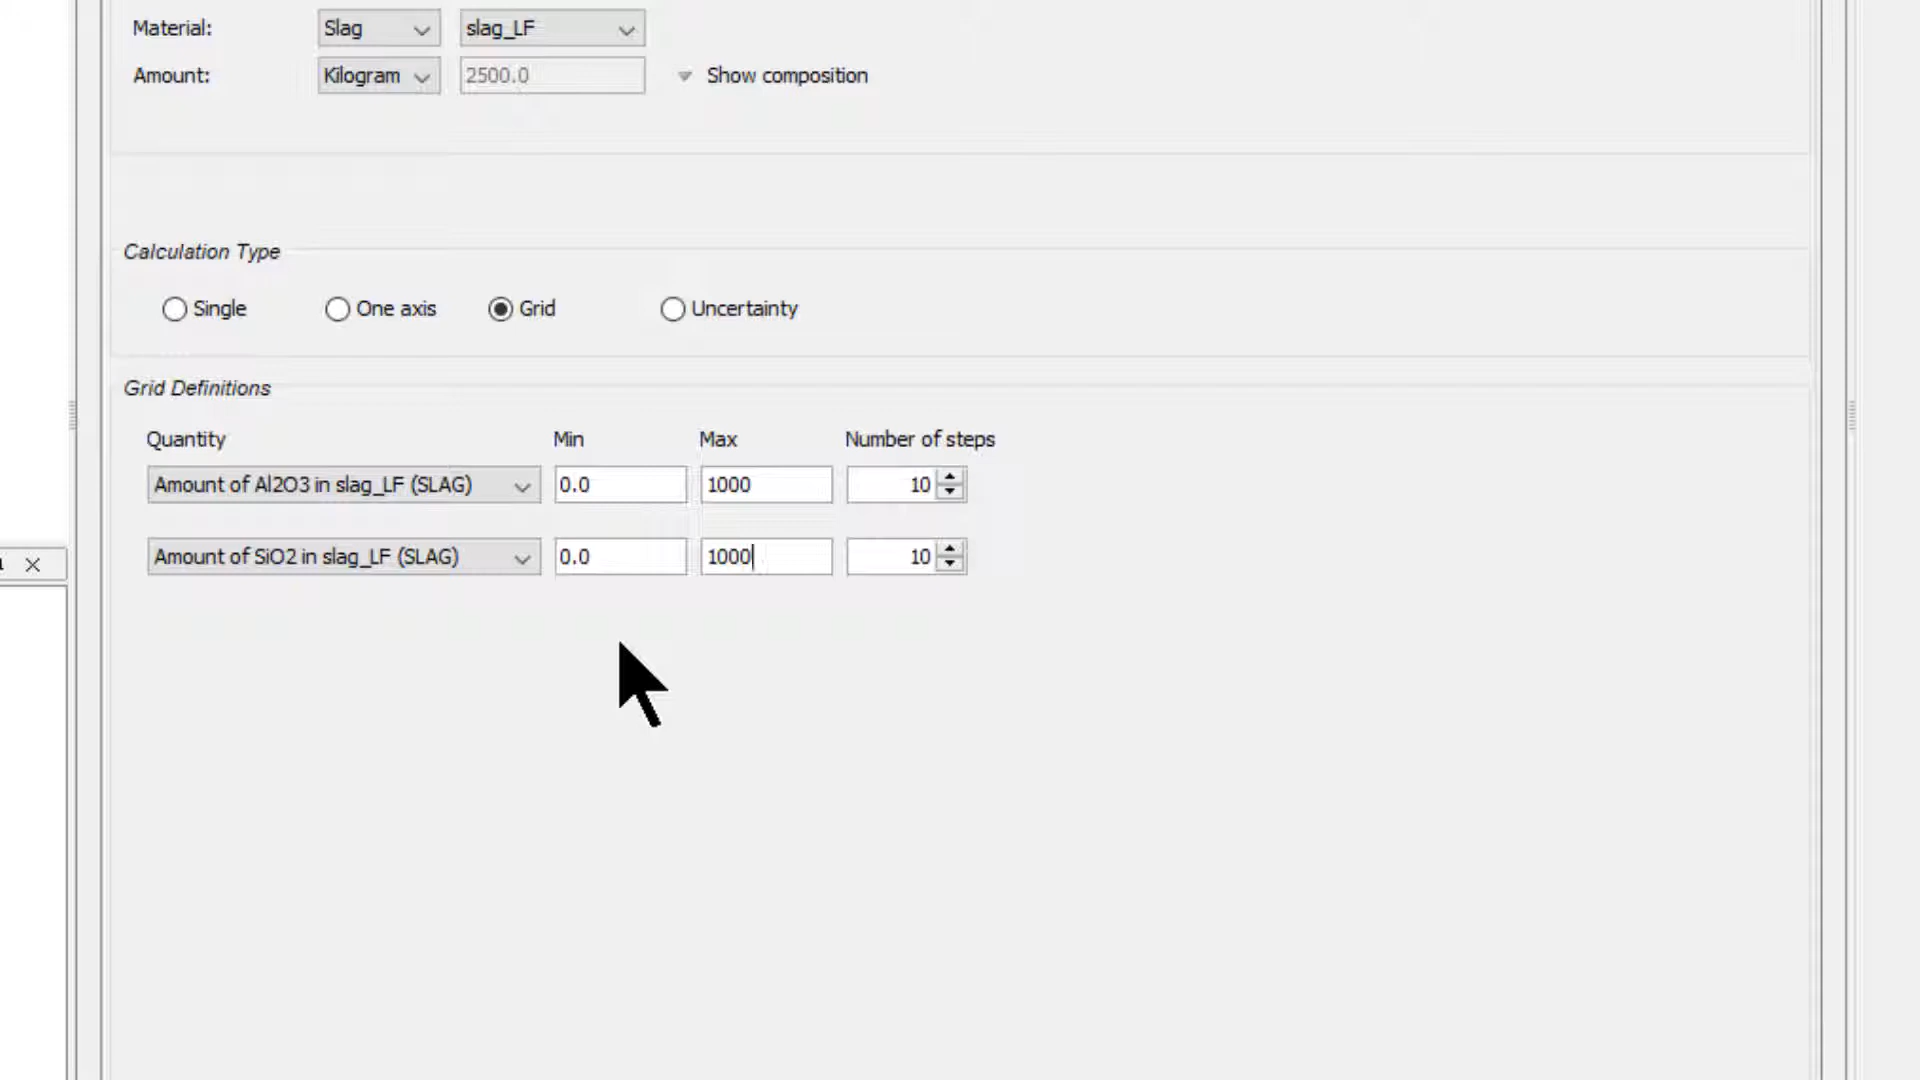 Material: Slag slag_LF
Amount: Kilogram 2500.0 Show composition
Calculation Type
Single One axis Grid Uncertainty
Grid Definitions
Quantity Min Max Number of steps
Amount of Al2O3 in slag_LF (SLAG) 0.0 1000 10
Amount of SiO2 in slag_LF (SLAG) 0.0 1000 10